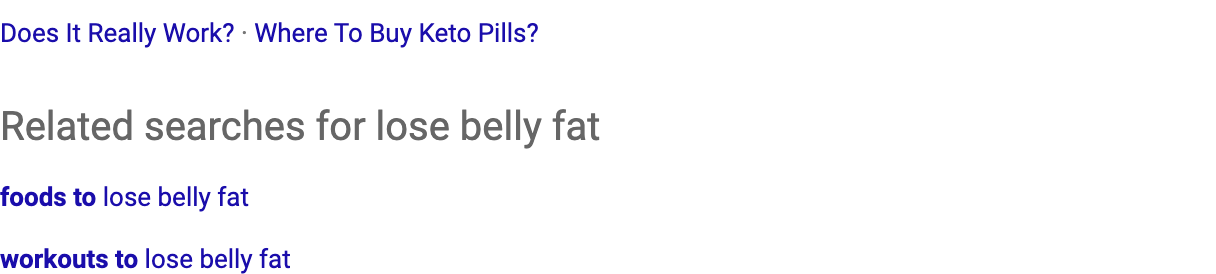 Does It Really Work? · Where To Buy Keto Pills?
Related searches for lose belly fat
foods to lose belly fat
workouts to lose belly fat